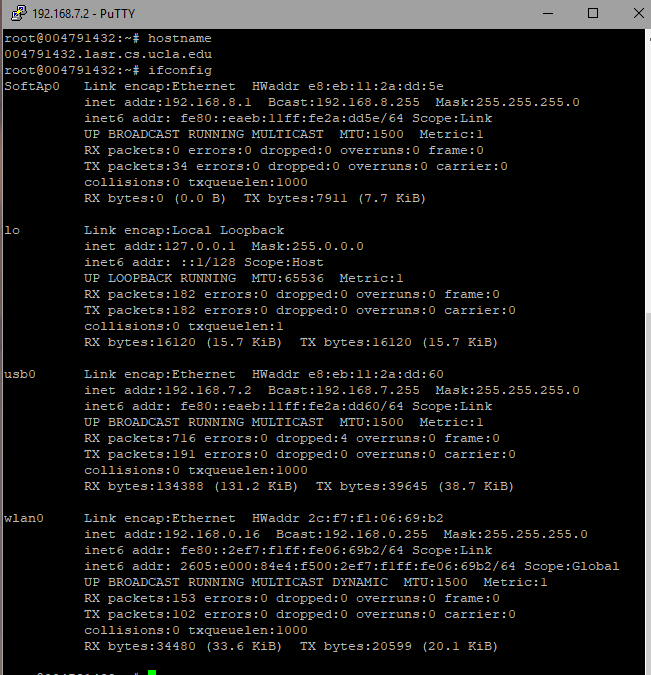 192.168.7.2 - PuTTY
root@004791432:~# hostname
004791432.lasr.cs.ucla.edu
root@004791432:~# ifconfig
SoftAp0   Link encap:Ethernet  HWaddr e8:eb:11:2a:dd:5e
          inet addr:192.168.8.1  Bcast:192.168.8.255  Mask:255.255.255.0
          inet6 addr: fe80::eaeb:11ff:fe2a:dd5e/64 Scope:Link
          UP BROADCAST RUNNING MULTICAST  MTU:1500  Metric:1
          RX packets:0 errors:0 dropped:0 overruns:0 frame:0
          TX packets:34 errors:0 dropped:0 overruns:0 carrier:0
          collisions:0 txqueuelen:1000
          RX bytes:0 (0.0 B)  TX bytes:7911 (7.7 KiB)
lo        Link encap:Local Loopback
          inet addr:127.0.0.1  Mask:255.0.0.0
          inet6 addr: ::1/128 Scope:Host
          UP LOOPBACK RUNNING  MTU:65536  Metric:1
          RX packets:182 errors:0 dropped:0 overruns:0 frame:0
          TX packets:182 errors:0 dropped:0 overruns:0 carrier:0
          collisions:0 txqueuelen:1
          RX bytes:16120 (15.7 KiB)  TX bytes:16120 (15.7 KiB)
usb0      Link encap:Ethernet  HWaddr e8:eb:11:2a:dd:60
          inet addr:192.168.7.2  Bcast:192.168.7.255  Mask:255.255.255.0
          inet6 addr: fe80::eaeb:11ff:fe2a:dd60/64 Scope:Link
          UP BROADCAST RUNNING MULTICAST  MTU:1500  Metric:1
          RX packets:716 errors:0 dropped:4 overruns:0 frame:0
          TX packets:191 errors:0 dropped:0 overruns:0 carrier:0
          collisions:0 txqueuelen:1000
          RX bytes:134388 (131.2 KiB)  TX bytes:39645 (38.7 KiB)
wlan0     Link encap:Ethernet  HWaddr 2c:f7:f1:06:69:b2
          inet addr:192.168.0.16  Bcast:192.168.0.255  Mask:255.255.255.0
          inet6 addr: fe80::2ef7:f1ff:fe06:69b2/64 Scope:Link
          inet6 addr: 2605:e000:84e4:f500:2ef7:f1ff:fe06:69b2/64 Scope:Global
          UP BROADCAST RUNNING MULTICAST DYNAMIC  MTU:1500  Metric:1
          RX packets:153 errors:0 dropped:0 overruns:0 frame:0
          TX packets:102 errors:0 dropped:0 overruns:0 carrier:0
          collisions:0 txqueuelen:1000
          RX bytes:34480 (33.6 KiB)  TX bytes:20599 (20.1 KiB)